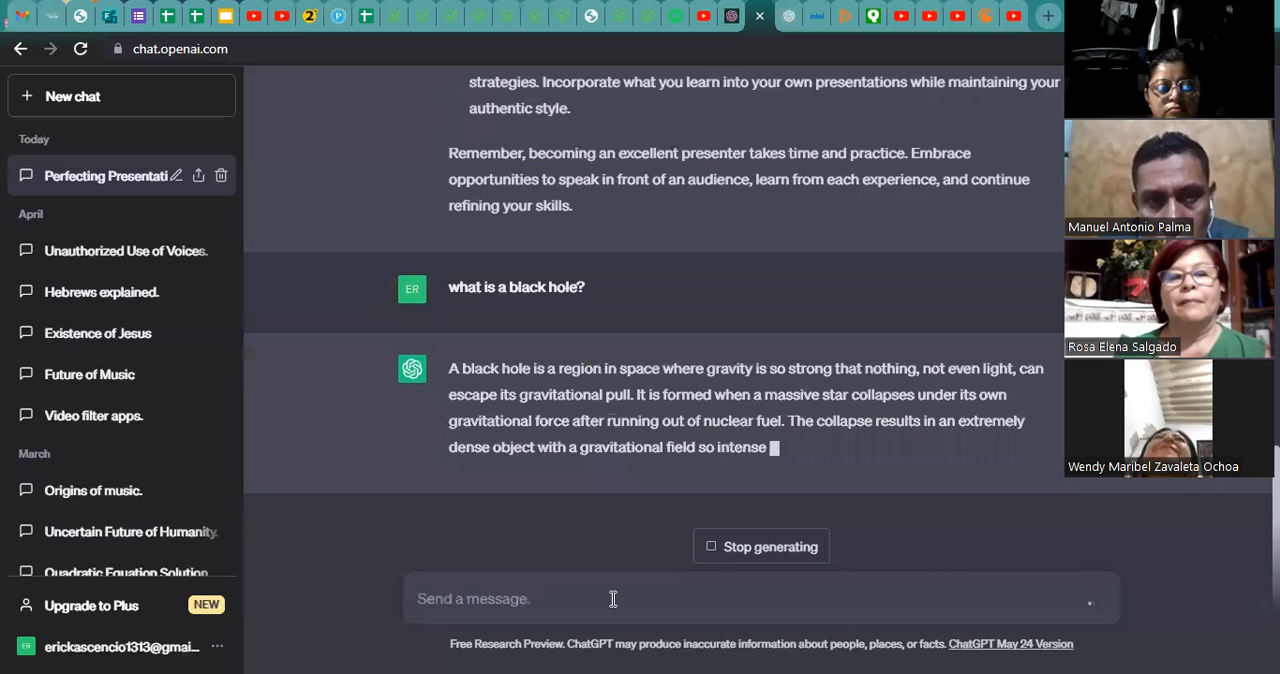 chat.openai.com
New chat
Today
Perfecting Presentati
April
Unauthorized Use of Voices.
Hebrews explained.
Existence of Jesus
Future of Music
Video filter apps.
March
Origins of music.
Uncertain Future of Humanity.
Quadratic Equation Solution
Upgrade to Plus NEW
erickascencio1313@gmai...
strategies. Incorporate what you learn into your own presentations while maintaining your
authentic style.
Remember, becoming an excellent presenter takes time and practice. Embrace
opportunities to speak in front of an audience, learn from each experience, and continue
refining your skills.
ER what is a black hole?
A black hole is a region in space where gravity is so strong that nothing, not even light, can
escape its gravitational pull. It is formed when a massive star collapses under its own
gravitational force after running out of nuclear fuel. The collapse results in an extremely
dense object with a gravitational field so intense
Stop generating
Send a message.
Free Research Preview. ChatGPT may produce inaccurate information about people, places, or facts. ChatGPT May 24 Version
Manuel Antonio Palma
Rosa Elena Salgado
Wendy Maribel Zavaleta Ochoa